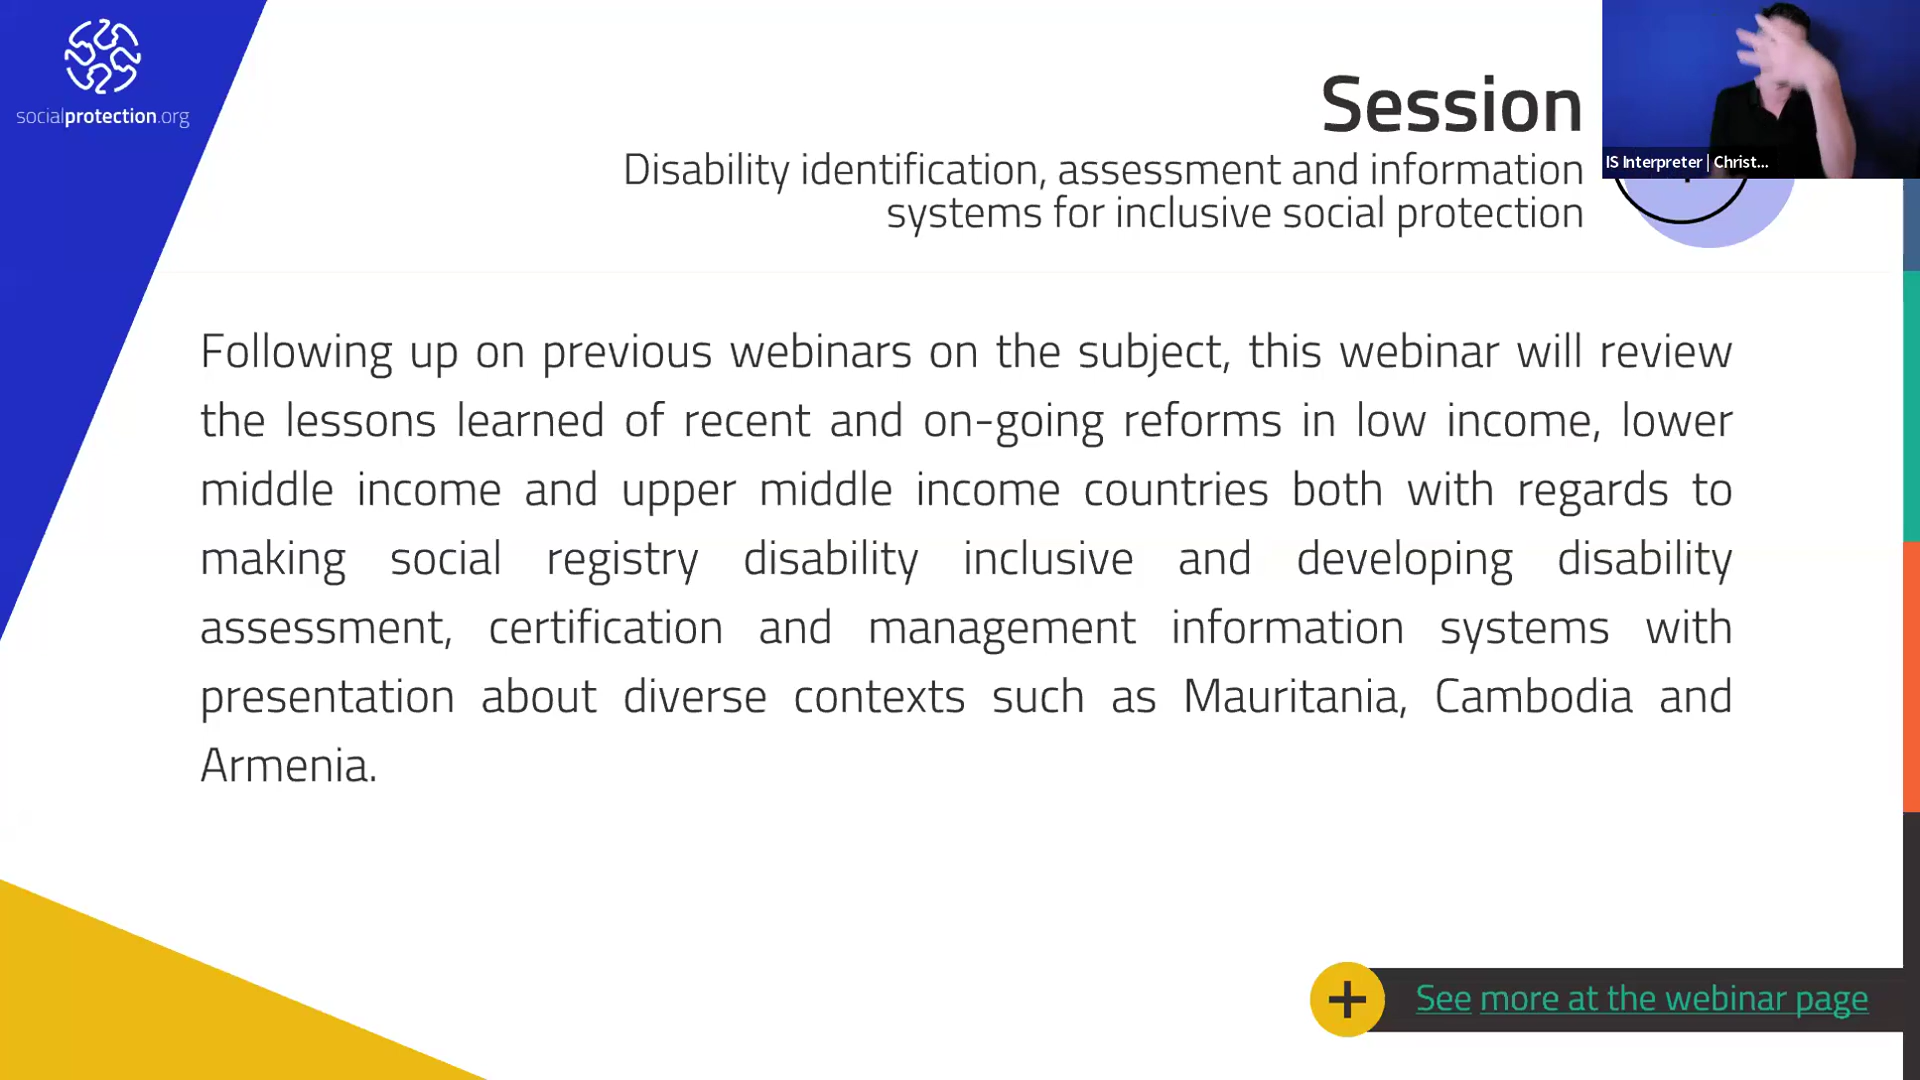 socialprotection.org
Session
Disability identification, assessment and information
systems for inclusive social protection
IS Interpreter | Christ...
Following up on previous webinars on the subject, this webinar will review
the lessons learned of recent and on-going reforms in low income, lower
middle income and upper middle income countries both with regards to
making social registry disability inclusive and developing disability
assessment, certification and management information systems with
presentation about diverse contexts such as Mauritania, Cambodia and
Armenia.
See more at the webinar page